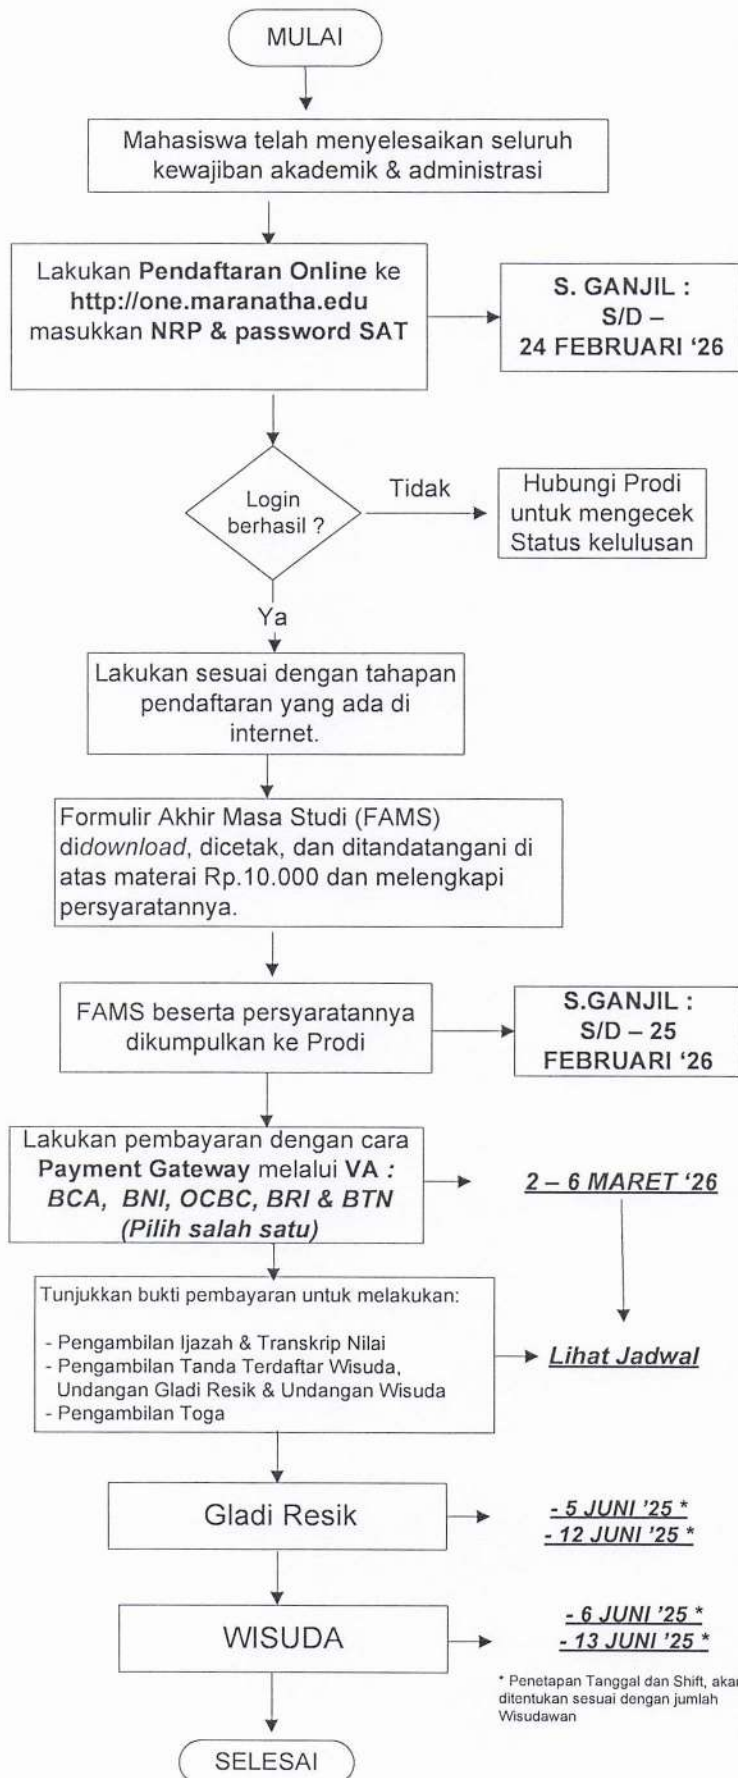 MULAI
Mahasiswa telah menyelesaikan seluruh
kewajiban akademik & administrasi
Lakukan Pendaftaran Online ke
http://one.maranatha.edu
masukkan NRP & password SAT
S. GANJIL :
S/D –
24 FEBRUARI ‘26
Login
berhasil ?
Tidak
Hubungi Prodi
untuk mengecek
Status kelulusan
Ya
Lakukan sesuai dengan tahapan
pendaftaran yang ada di
internet.
Formulir Akhir Masa Studi (FAMS)
didownload, dicetak, dan ditandatangani di
atas materai Rp.10.000 dan melengkapi
persyaratannya.
FAMS beserta persyaratannya
dikumpulkan ke Prodi
S.GANJIL :
S/D – 25
FEBRUARI ‘26
Lakukan pembayaran dengan cara
Payment Gateway melalui VA :
BCA, BNI, OCBC, BRI & BTN
(Pilih salah satu)
2 – 6 MARET ‘26
Tunjukkan bukti pembayaran untuk melakukan:
- Pengambilan Ijazah & Transkrip Nilai
- Pengambilan Tanda Terdaftar Wisuda,
Undangan Gladi Resik & Undangan Wisuda
- Pengambilan Toga
Lihat Jadwal
Gladi Resik
- 5 JUNI ’25 *
- 12 JUNI ’25 *
WISUDA
- 6 JUNI ’25 *
- 13 JUNI ’25 *
* Penetapan Tanggal dan Shift, akan
ditentukan sesuai dengan jumlah
Wisudawan
SELESAI